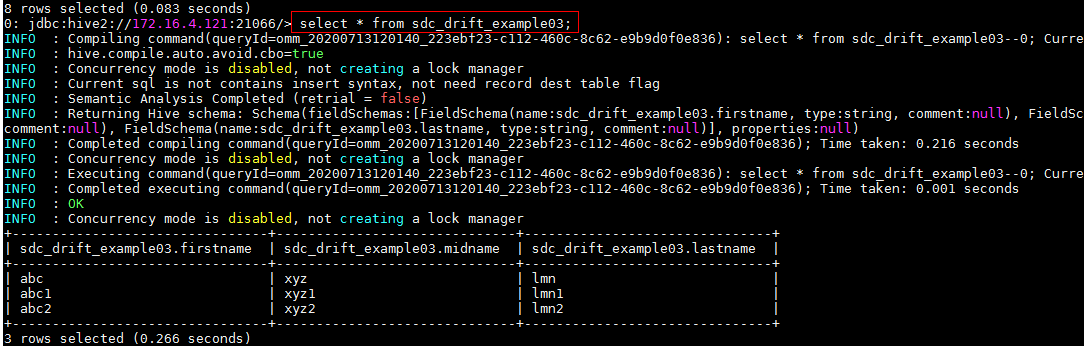 8 rows selected (0.083 seconds)
0: jdbc:hive2://172.16.4.121:21066/> select * from sdc_drift_example03;
INFO  : Compiling command(queryId=omm_20200713120140_223ebf23-c112-460c-8c62-e9b9d0f0e836): select * from sdc_drift_example03--0; Curre
INFO  : hive.compile.auto.avoid.cbo=true
INFO  : Concurrency mode is disabled, not creating a lock manager
INFO  : Current sql is not contains insert syntax, not need record dest table flag
INFO  : Semantic Analysis Completed (retrial = false)
INFO  : Returning Hive schema: Schema(fieldSchemas:[FieldSchema(name:sdc_drift_example03.firstname, type:string, comment:null), FieldSc
comment:null), FieldSchema(name:sdc_drift_example03.lastname, type:string, comment:null)], properties:null)
INFO  : Completed compiling command(queryId=omm_20200713120140_223ebf23-c112-460c-8c62-e9b9d0f0e836); Time taken: 0.216 seconds
INFO  : Concurrency mode is disabled, not creating a lock manager
INFO  : Executing command(queryId=omm_20200713120140_223ebf23-c112-460c-8c62-e9b9d0f0e836): select * from sdc_drift_example03--0; Curre
INFO  : Completed executing command(queryId=omm_20200713120140_223ebf23-c112-460c-8c62-e9b9d0f0e836); Time taken: 0.001 seconds
INFO  : OK
INFO  : Concurrency mode is disabled, not creating a lock manager
+--------------------------------+------------------------------+-------------------------------+
| sdc_drift_example03.firstname  | sdc_drift_example03.midname  | sdc_drift_example03.lastname  |
+--------------------------------+------------------------------+-------------------------------+
| abc                            | xyz                          | lmn                           |
| abc1                           | xyz1                         | lmn1                          |
| abc2                           | xyz2                         | lmn2                          |
+--------------------------------+------------------------------+-------------------------------+
3 rows selected (0.266 seconds)